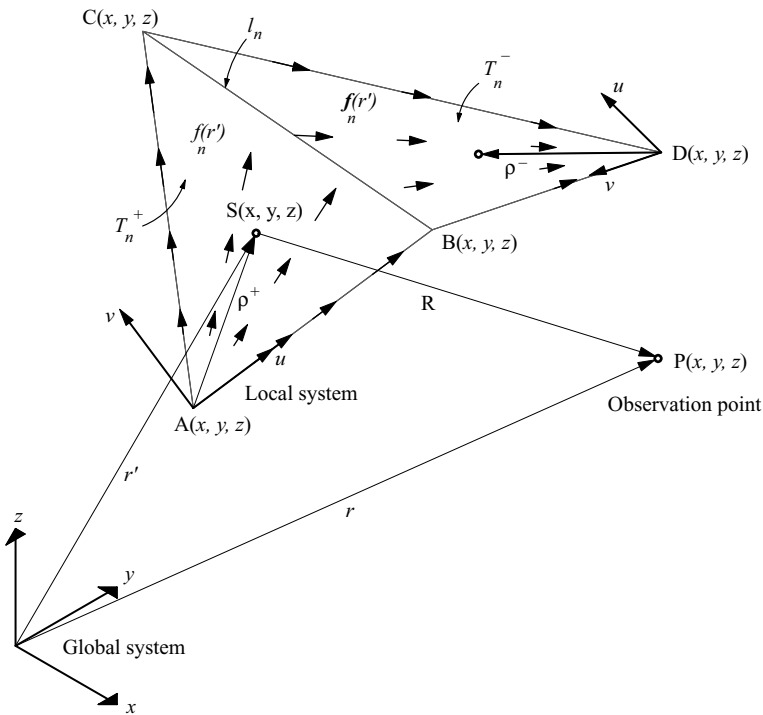 C(x, y, z)
l_n
T_n^-
u
f_n(r')
f_n(r')
D(x, y, z)
ρ^-
v
T_n^+
S(x, y, z)
B(x, y, z)
ρ^+
R
v
u
P(x, y, z)
Local system
Observation point
A(x, y, z)
r'
r
z
y
Global system
x